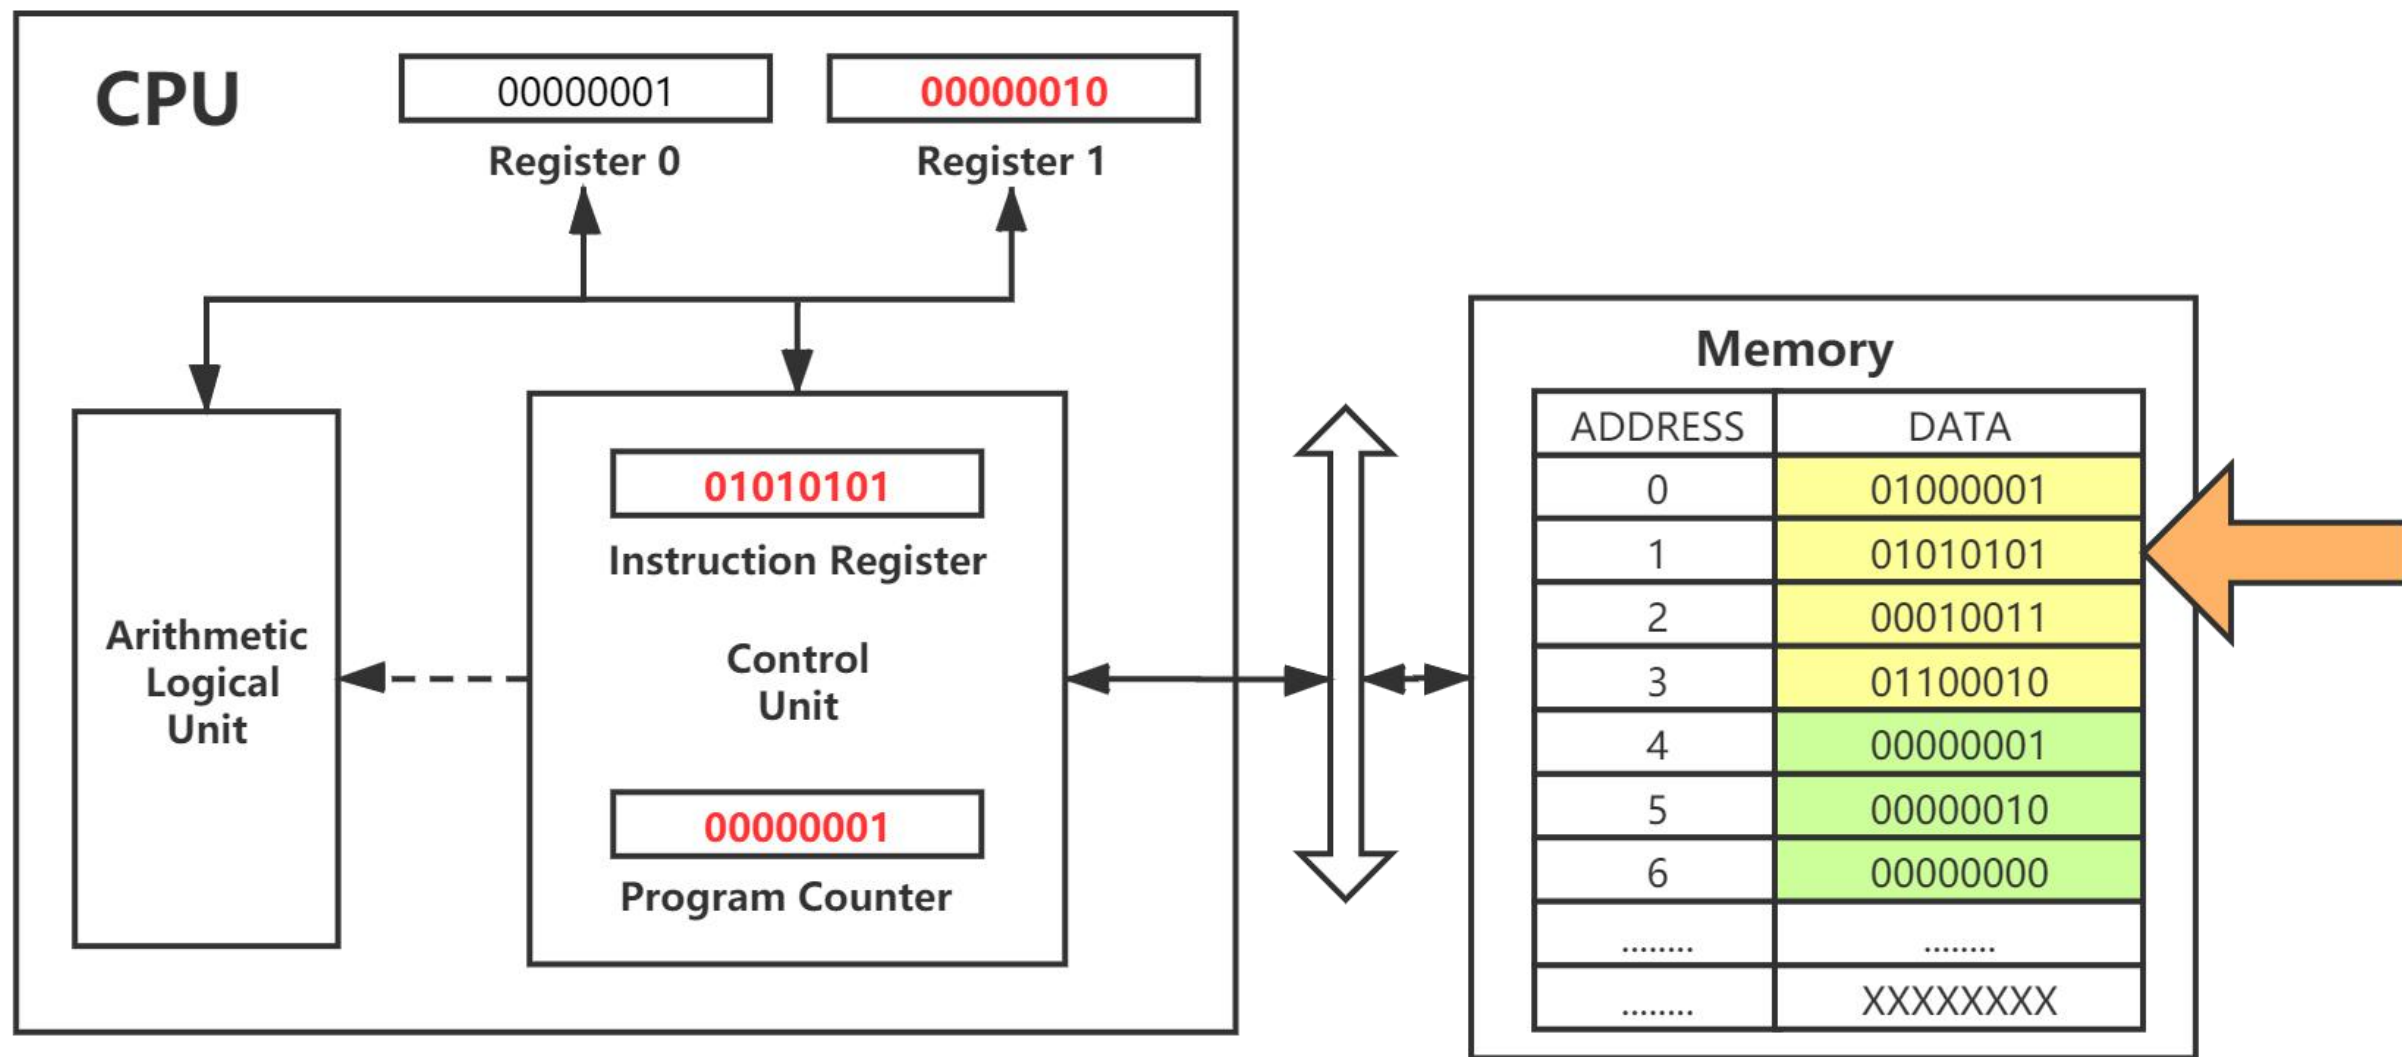 CPU
00000001
Register 0
00000010
Register 1
Arithmetic
Logical
Unit
01010101
Instruction Register
Control
Unit
00000001
Program Counter
Memory
ADDRESS DATA
0 01000001
1 01010101
2 00010011
3 01100010
4 00000001
5 00000010
6 00000000
........ ........
........ XXXXXXXX